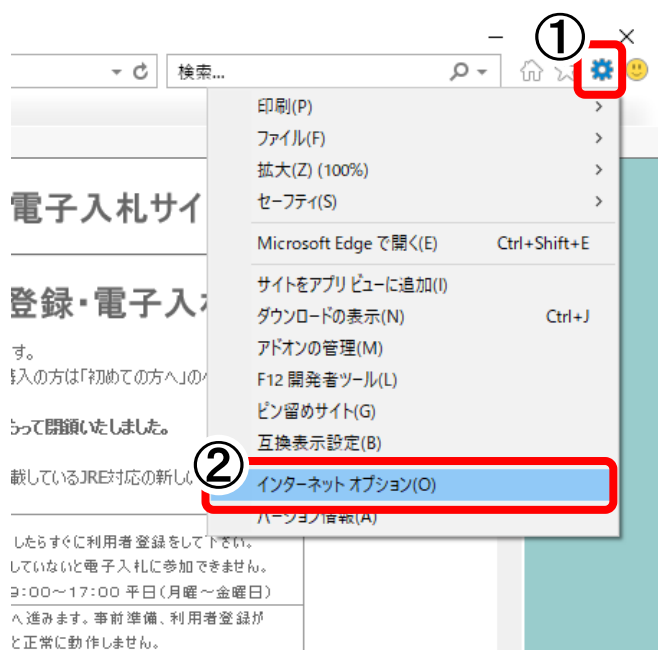 ①
検索...
印刷(P)
ファイル(F)
拡大(Z) (100%)
セーフティ(S)
Microsoft Edge で開く(E) Ctrl+Shift+E
サイトをアプリ ビューに追加(I)
ダウンロードの表示(N) Ctrl+J
アドオンの管理(M)
F12 開発者ツール(L)
ピン留めサイト(G)
互換表示設定(B)
②
インターネット オプション(O)
バージョン情報(A)
電子入札サイ
登録・電子入
す。
入の方は「初めての方へ」の
って閉鎖いたしました。
載しているJRE対応の新し
したらすぐに利用者登録をして下さい。
していないと電子入札に参加できません。
9:00～17:00 平日(月曜～金曜日)
へ進みます。事前準備、利用者登録が
と正常に動作しません。